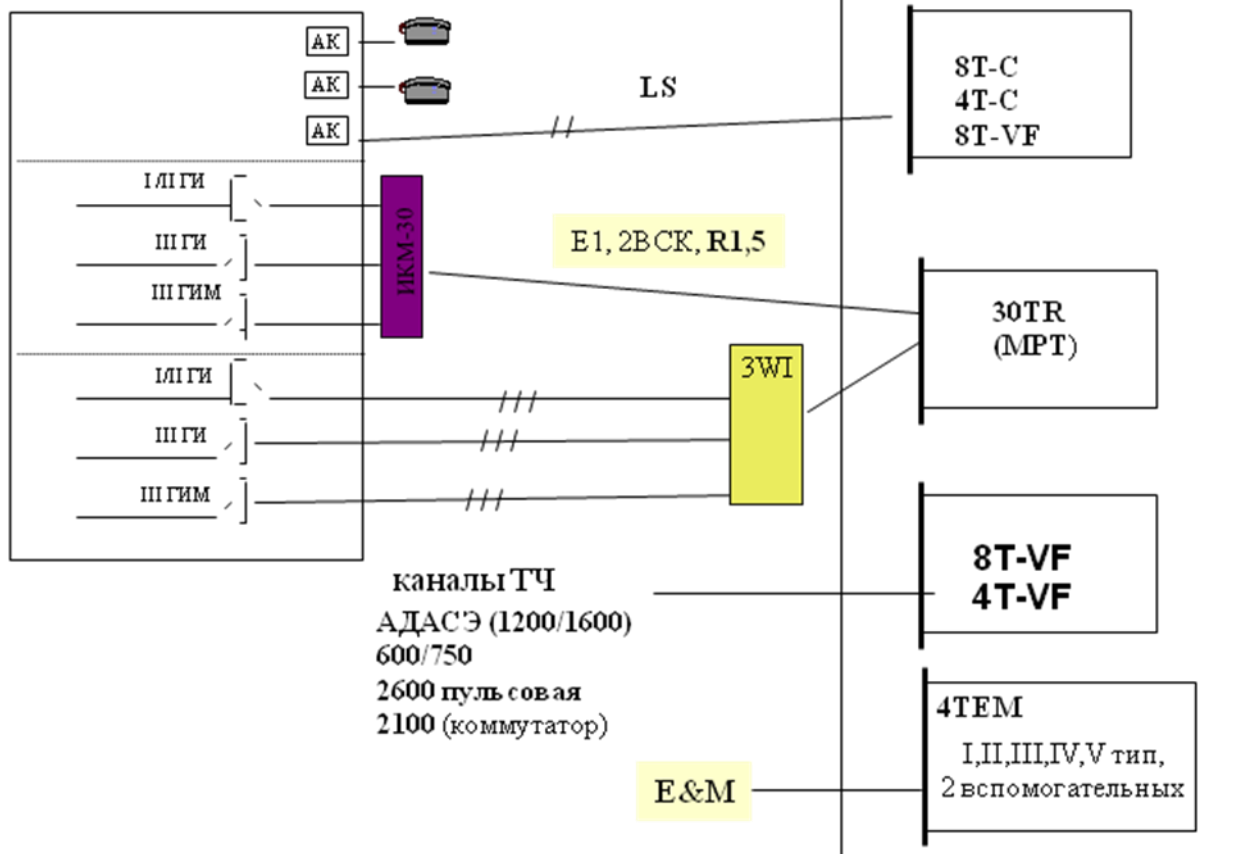 АК
АК
АК
LS
8T-C
4T-C
8T-VF
I/II ГИ
III ГИ
III ГИМ
ИКМ-30
E1, 2ВСК, R1,5
30TR
(МРТ)
I/II ГИ
III ГИ
III ГИМ
3WI
каналы ТЧ
АДАСЭ (1200/1600)
600/750
2600 пульсовая
2100 (коммутатор)
8T-VF
4T-VF
4TEM
I,II,III,IV,V тип,
2 вспомогательных
E&M